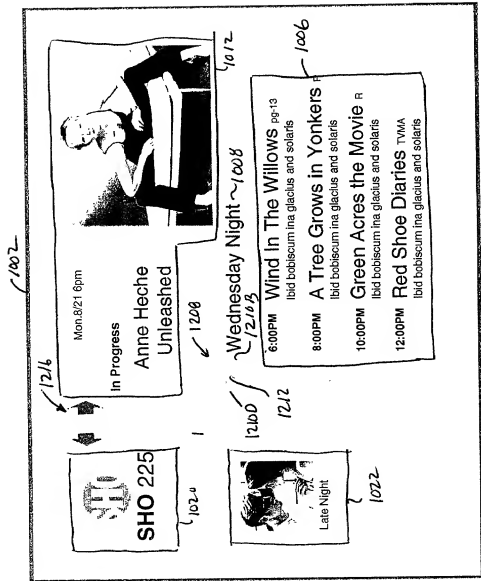 1002
1216
Mon.8/21 6pm
In Progress
Anne Heche
Unleashed
1012
SHO
SHO 225
1020
1208
1210D
1212
1210B
Wednesday Night 1008
1006
6:00PM Wind In The Willows pg-13
Ibid bobiscum ina glacius and solaris
8:00PM A Tree Grows in Yonkers
Ibid bobiscum ina glacius and solaris
10:00PM Green Acres the Movie R
Ibid bobiscum ina glacius and solaris
12:00PM Red Shoe Diaries TVMA
Ibid bobiscum ina glacius and solaris
Late Night
1022